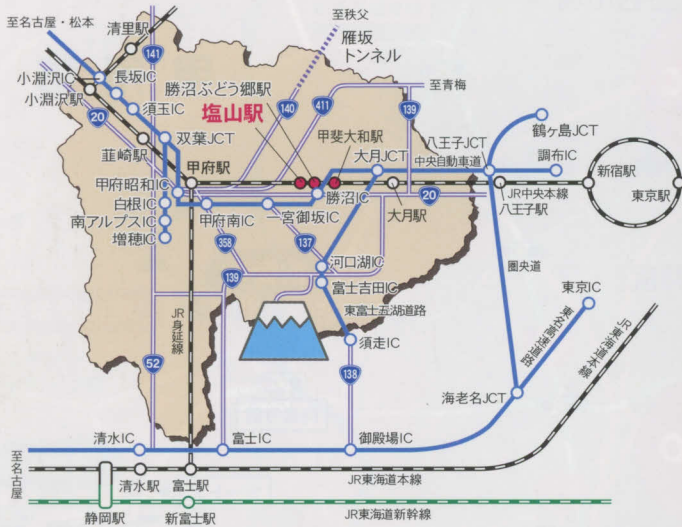 至名古屋・松本
清里駅
至秩父
雁坂
トンネル
141
小淵沢IC
長坂IC
小淵沢駅
須玉IC
20
勝沼ぶどう郷駅
塩山駅
140
411
139
至青梅
双葉JCT
韮崎駅
甲府駅
甲斐大和駅
大月JCT
八王子JCT
中央自動車道
鶴ヶ島JCT
調布IC
新宿駅
東京駅
甲府昭和IC
白根IC
南アルプスIC
増穂IC
甲府南IC
一宮御坂IC
勝沼IC
大月駅
20
JR中央本線
八王子駅
358
137
139
河口湖IC
富士吉田IC
東富士五湖道路
圏央道
東京IC
東名高速道路
JR東海道本線
JR身延線
52
須走IC
138
海老名JCT
清水IC
富士IC
御殿場IC
至名古屋
清水駅
富士駅
JR東海道本線
静岡駅
新富士駅
JR東海道新幹線